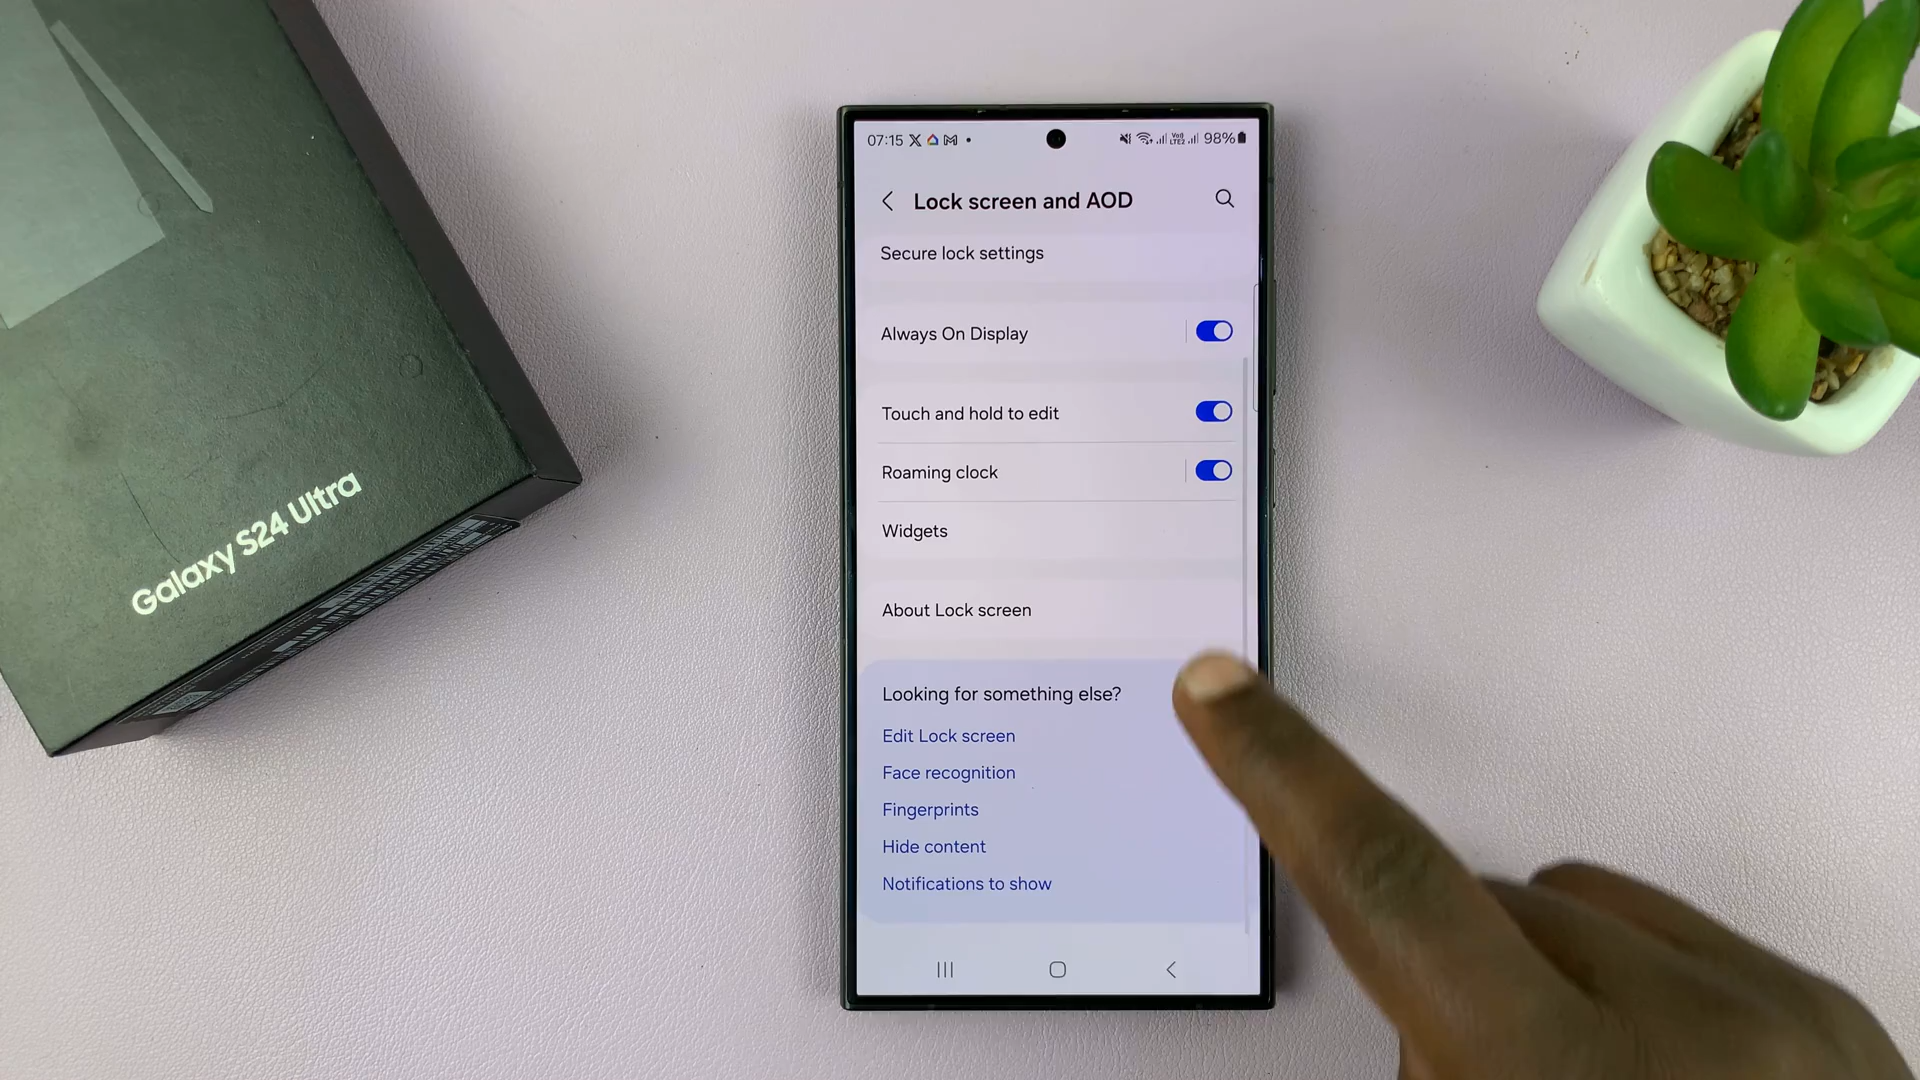 Galaxy S24 Ultra
07:15
98%
Lock screen and AOD
Secure lock settings
Always On Display
Touch and hold to edit
Roaming clock
Widgets
About Lock screen
Looking for something else?
Edit Lock screen
Face recognition
Fingerprints
Hide content
Notifications to show